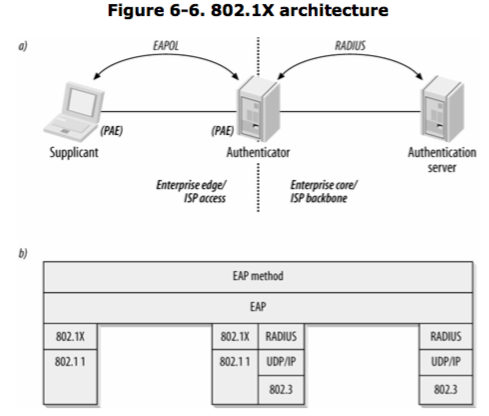 Figure 6-6. 802.1X architecture
a)
EAPOL
RADIUS
(PAE)
(PAE)
Supplicant
Authenticator
Authentication
server
Enterprise edge/
ISP access
Enterprise core/
ISP backbone
b)
EAP method
EAP
802.1X
802.1X
RADIUS
RADIUS
802.11
802.11
UDP/IP
UDP/IP
802.3
802.3